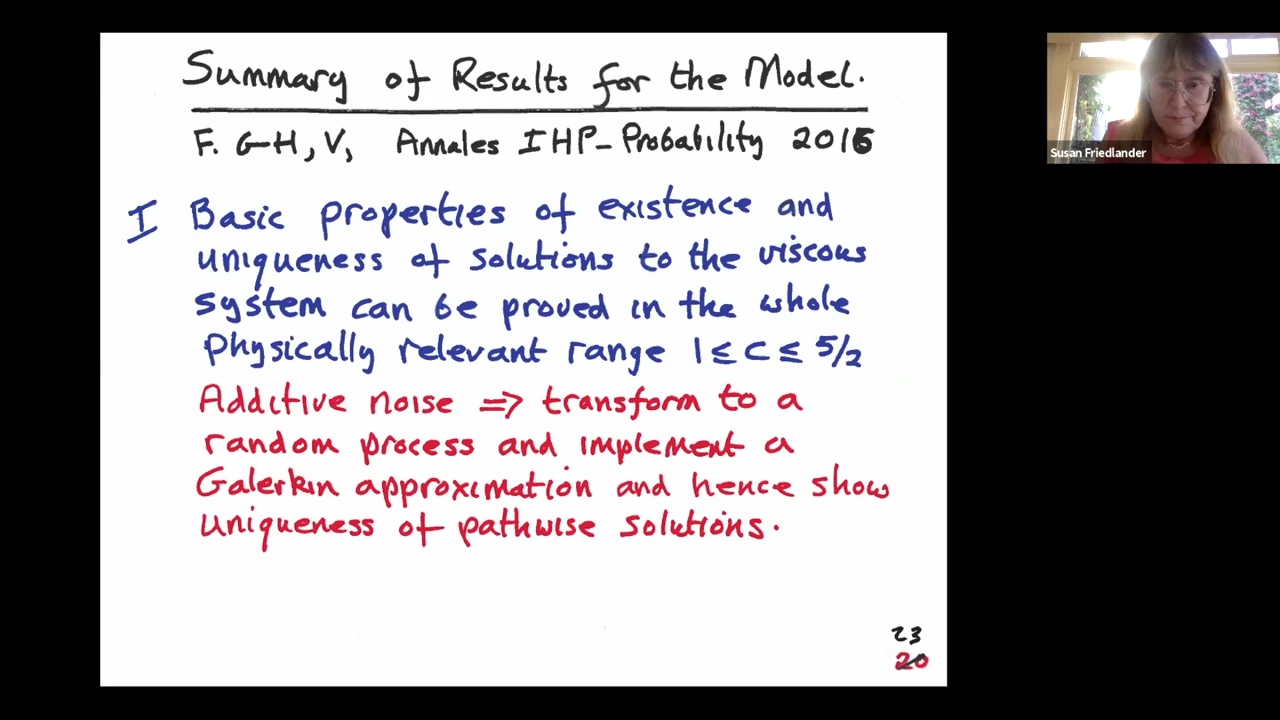 Summary of Results for the Model.
F. G-H, V, Annales IHP-Probability 2016
I Basic properties of existence and
uniqueness of solutions to the viscous
system can be proved in the whole
Physically relevant range 1 ≤ c ≤ 5/2
Additive noise ⇒ transform to a
random process and implement a
Galerkin approximation and hence show
uniqueness of pathwise solutions.
23
20
Susan Friedlander